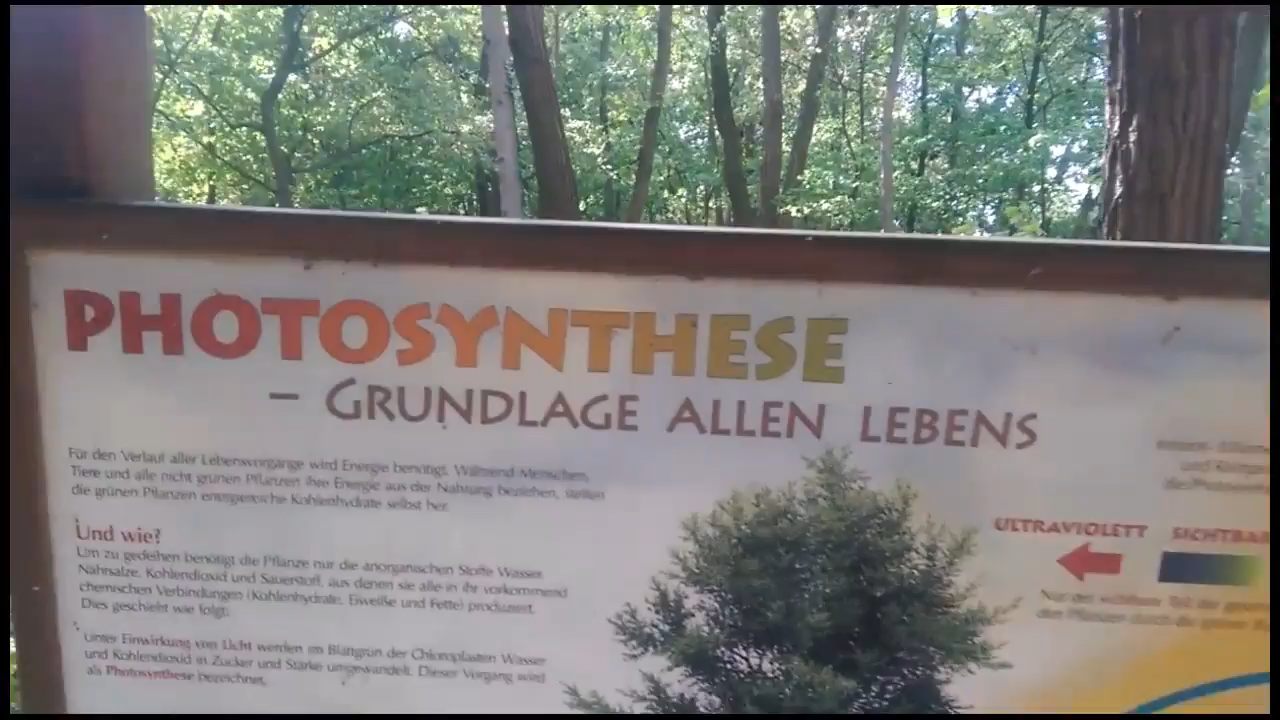 PHOTOSYNTHESE
– GRUNDLAGE ALLEN LEBENS
Für den Verlauf aller Lebensvorgänge wird Energie benötigt. Während Menschen,
Tiere und alle nicht grünen Pflanzen ihre Energie aus der Nahrung beziehen, stellen
die grünen Pflanzen energiereiche Kohlenhydrate selbst her.
Und wie?
Um zu gedeihen benötigt die Pflanze nur die anorganischen Stoffe Wasser,
Nährsalze, Kohlendioxid und Sauerstoff, aus denen sie alle in ihr vorkommend
chemischen Verbindungen (Kohlenhydrate, Eiweiße und Fette) produziert.
Dies geschieht wie folgt:
Unter Einwirkung von Licht werden im Blattgrün der Chloroplasten Wasser
und Kohlendioxid in Zucker und Stärke umgewandelt. Dieser Vorgang wird
als Photosynthese bezeichnet.
ULTRAVIOLETT SICHTBA